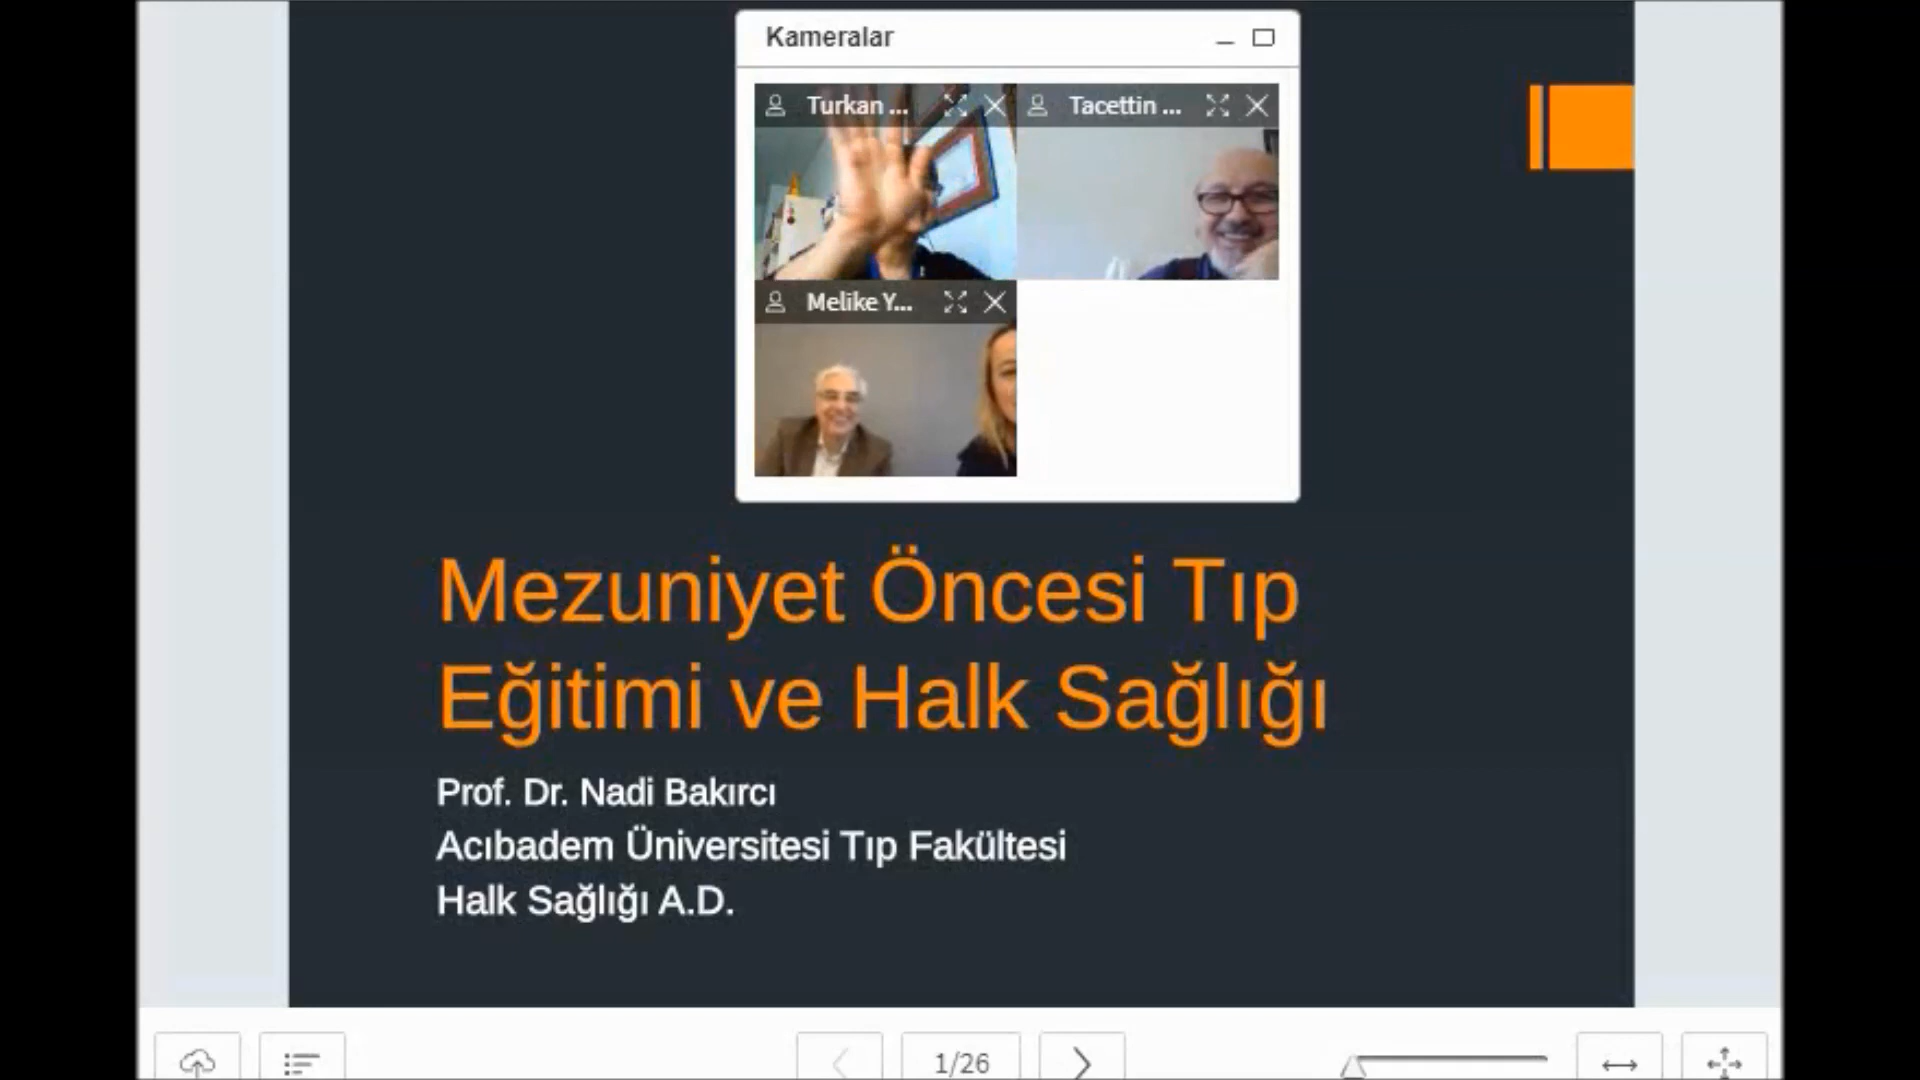 Kameralar
Turkan ...
Tacettin ...
Melike Y...
Mezuniyet Öncesi Tıp
Eğitimi ve Halk Sağlığı
Prof. Dr. Nadi Bakırcı
Acıbadem Üniversitesi Tıp Fakültesi
Halk Sağlığı A.D.
1/26